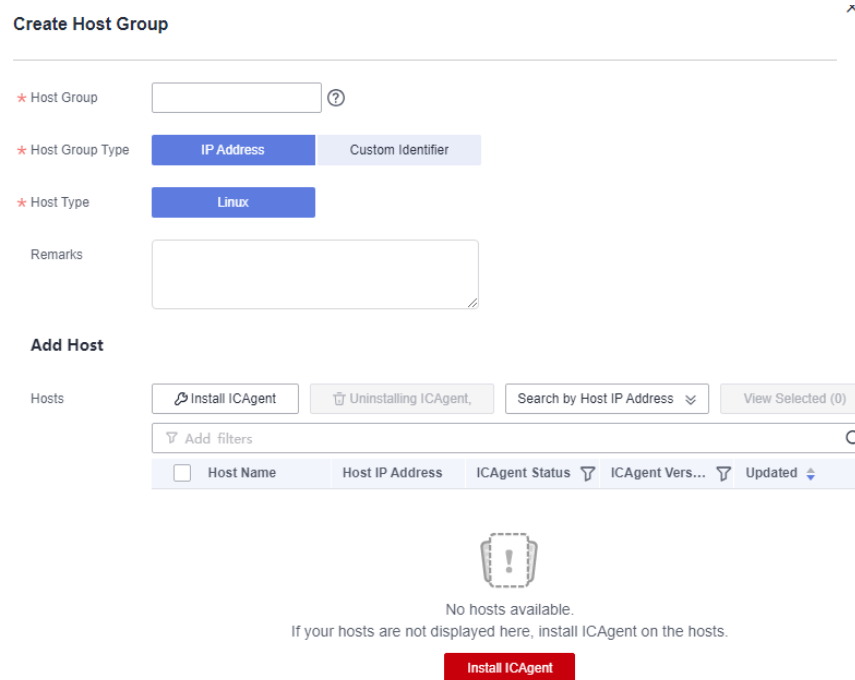 Create Host Group
* Host Group
* Host Group Type IP Address Custom Identifier
* Host Type Linux
Remarks
Add Host
Hosts Install ICAgent Uninstalling ICAgent, Search by Host IP Address View Selected (0)
Add filters
Host Name Host IP Address ICAgent Status ICAgent Vers... Updated
No hosts available.
If your hosts are not displayed here, install ICAgent on the hosts.
Install ICAgent